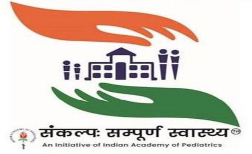 संकल्पः सम्पूर्ण स्वास्थ्य
An Initiative of Indian Academy of Pediatrics